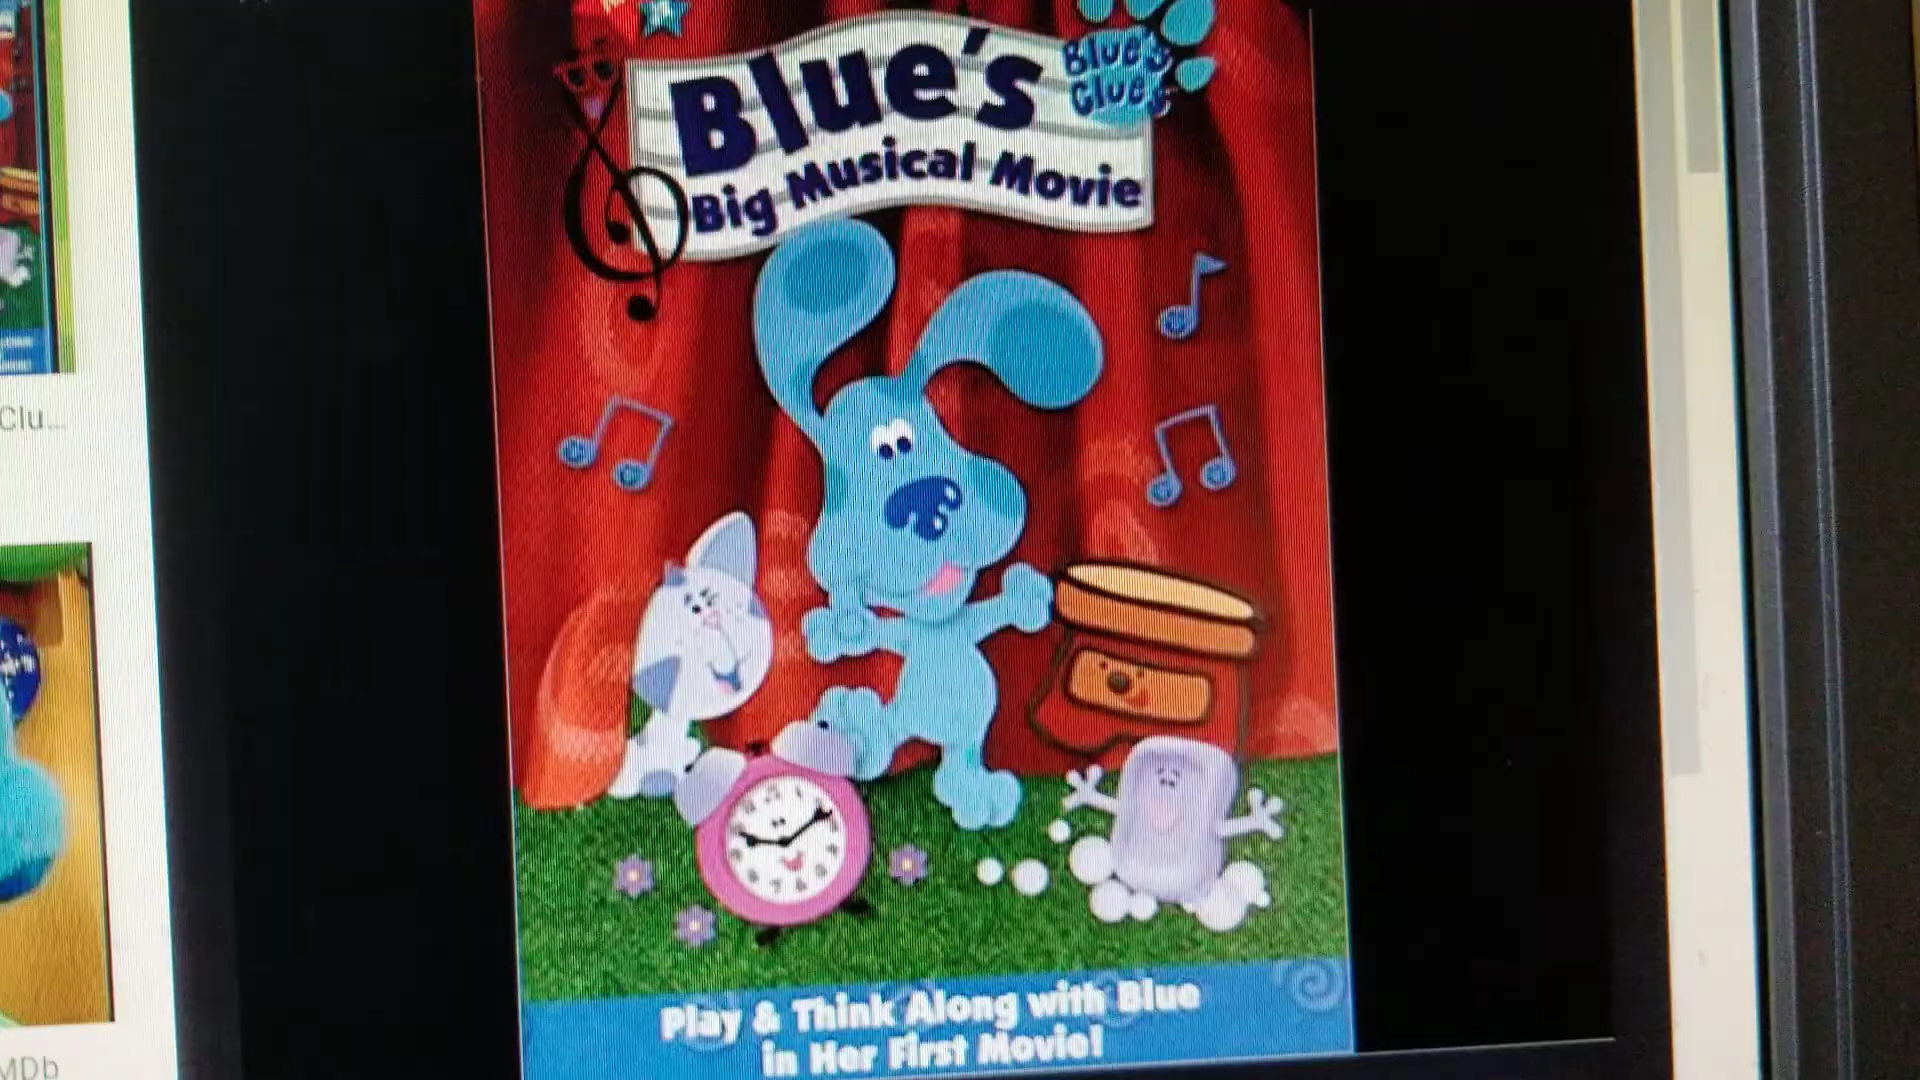 Blue's
Big Musical Movie
Blue's
Clues
Clu...
Play & Think Along with Blue
in Her First Movie!
MDb